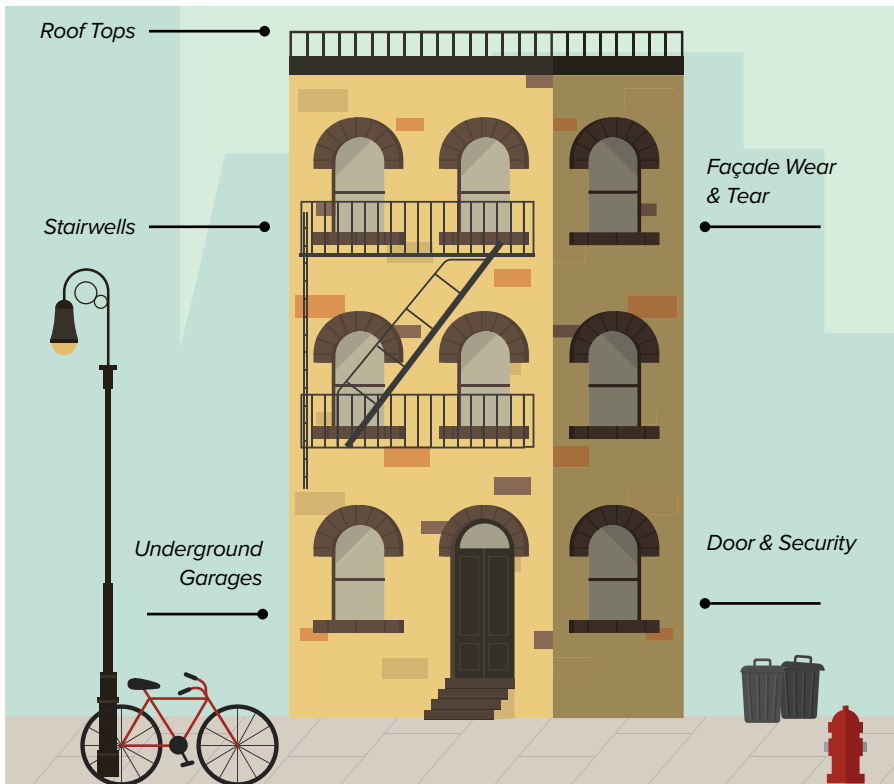 Roof Tops
Façade Wear
& Tear
Stairwells
Underground
Garages
Door & Security